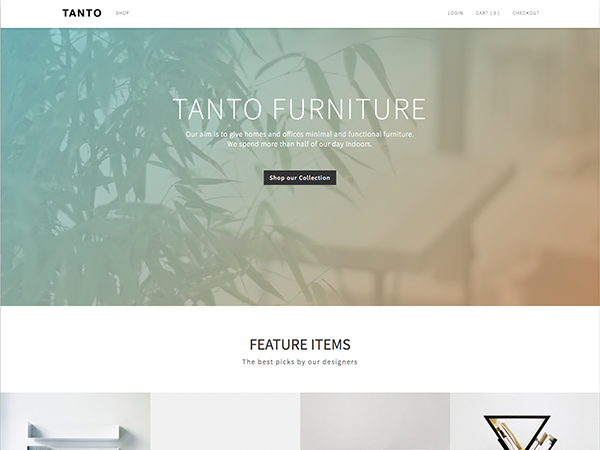 TANTO SHOP LOGIN CART ( 0 ) CHECKOUT
TANTO FURNITURE
Our aim is to give homes and offices minimal and functional furniture.
We spend more than half of our day indoors.
Shop our Collection
FEATURE ITEMS
The best picks by our designers